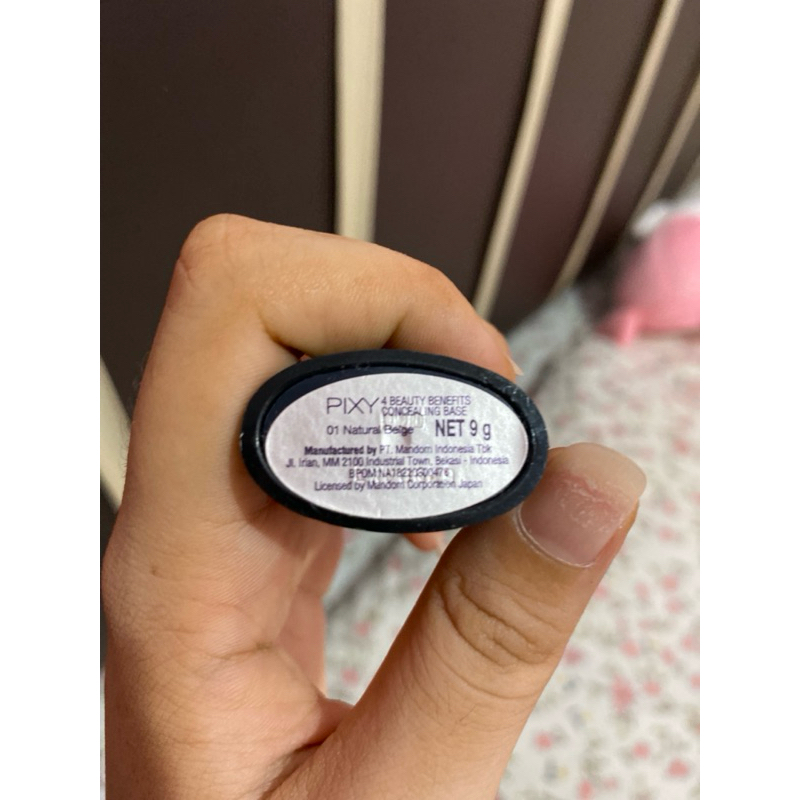 PIXY 4 BEAUTY BENEFITS
CONCEALING BASE
01 Natural Beige NET 9 g
Manufactured by PT. Mandom Indonesia Tbk
Jl. Irian, MM 2100 Industrial Town, Bekasi - Indonesia
BPOM
Licensed by Mandom Corporation Japan